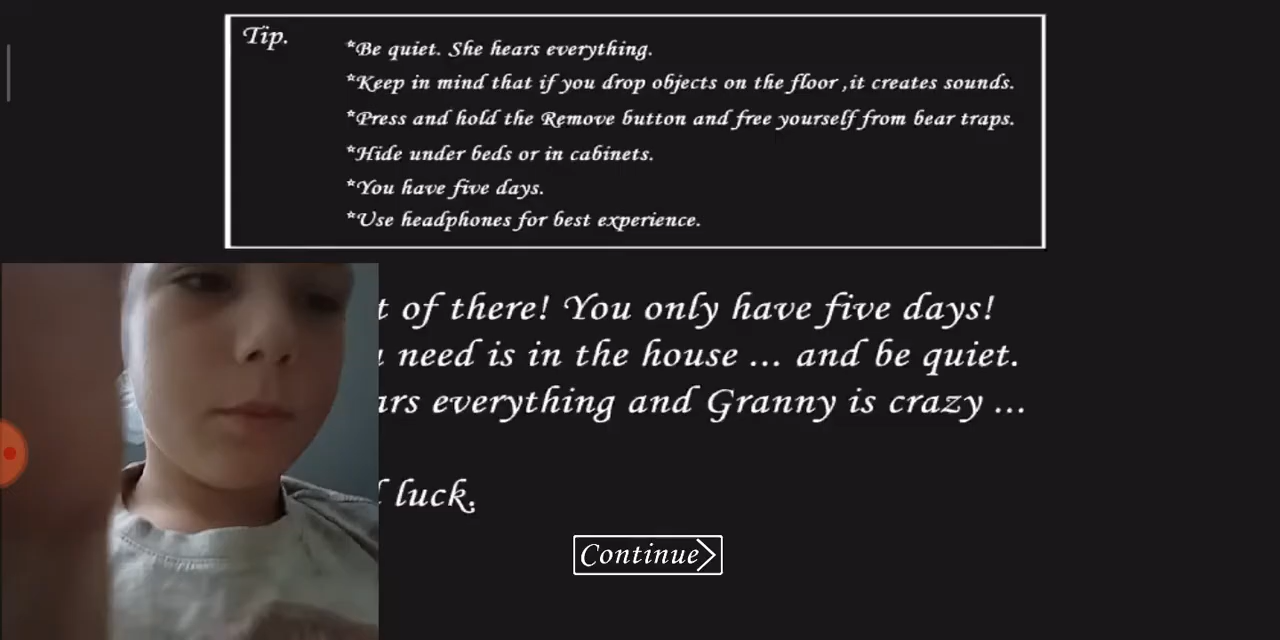 Tip.
*Be quiet. She hears everything.
*Keep in mind that if you drop objects on the floor ,it creates sounds.
*Press and hold the Remove button and free yourself from bear traps.
*Hide under beds or in cabinets.
*You have five days.
*Use headphones for best experience.
of there! You only have five days!
need is in the house ... and be quiet.
everything and Granny is crazy ...
luck.
Continue